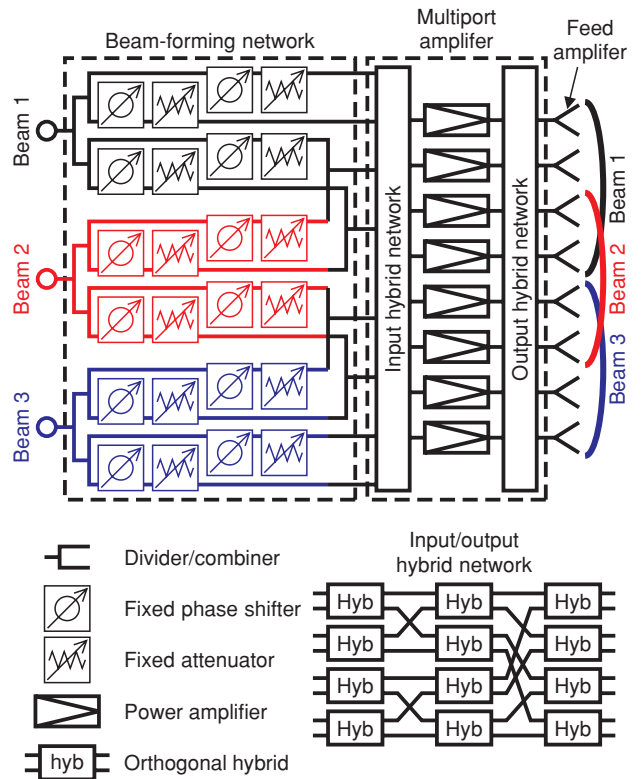 Multiport
amplifer
Beam-forming network
Feed
amplifer
Beam 1
Beam 2
Beam 3
Input hybrid network
Output hybrid network
Beam 1
Beam 2
Beam 3
Divider/combiner
Fixed phase shifter
Fixed attenuator
Power amplifier
hyb
Orthogonal hybrid
Input/output
hybrid network
Hyb Hyb Hyb
Hyb Hyb Hyb
Hyb Hyb Hyb
Hyb Hyb Hyb